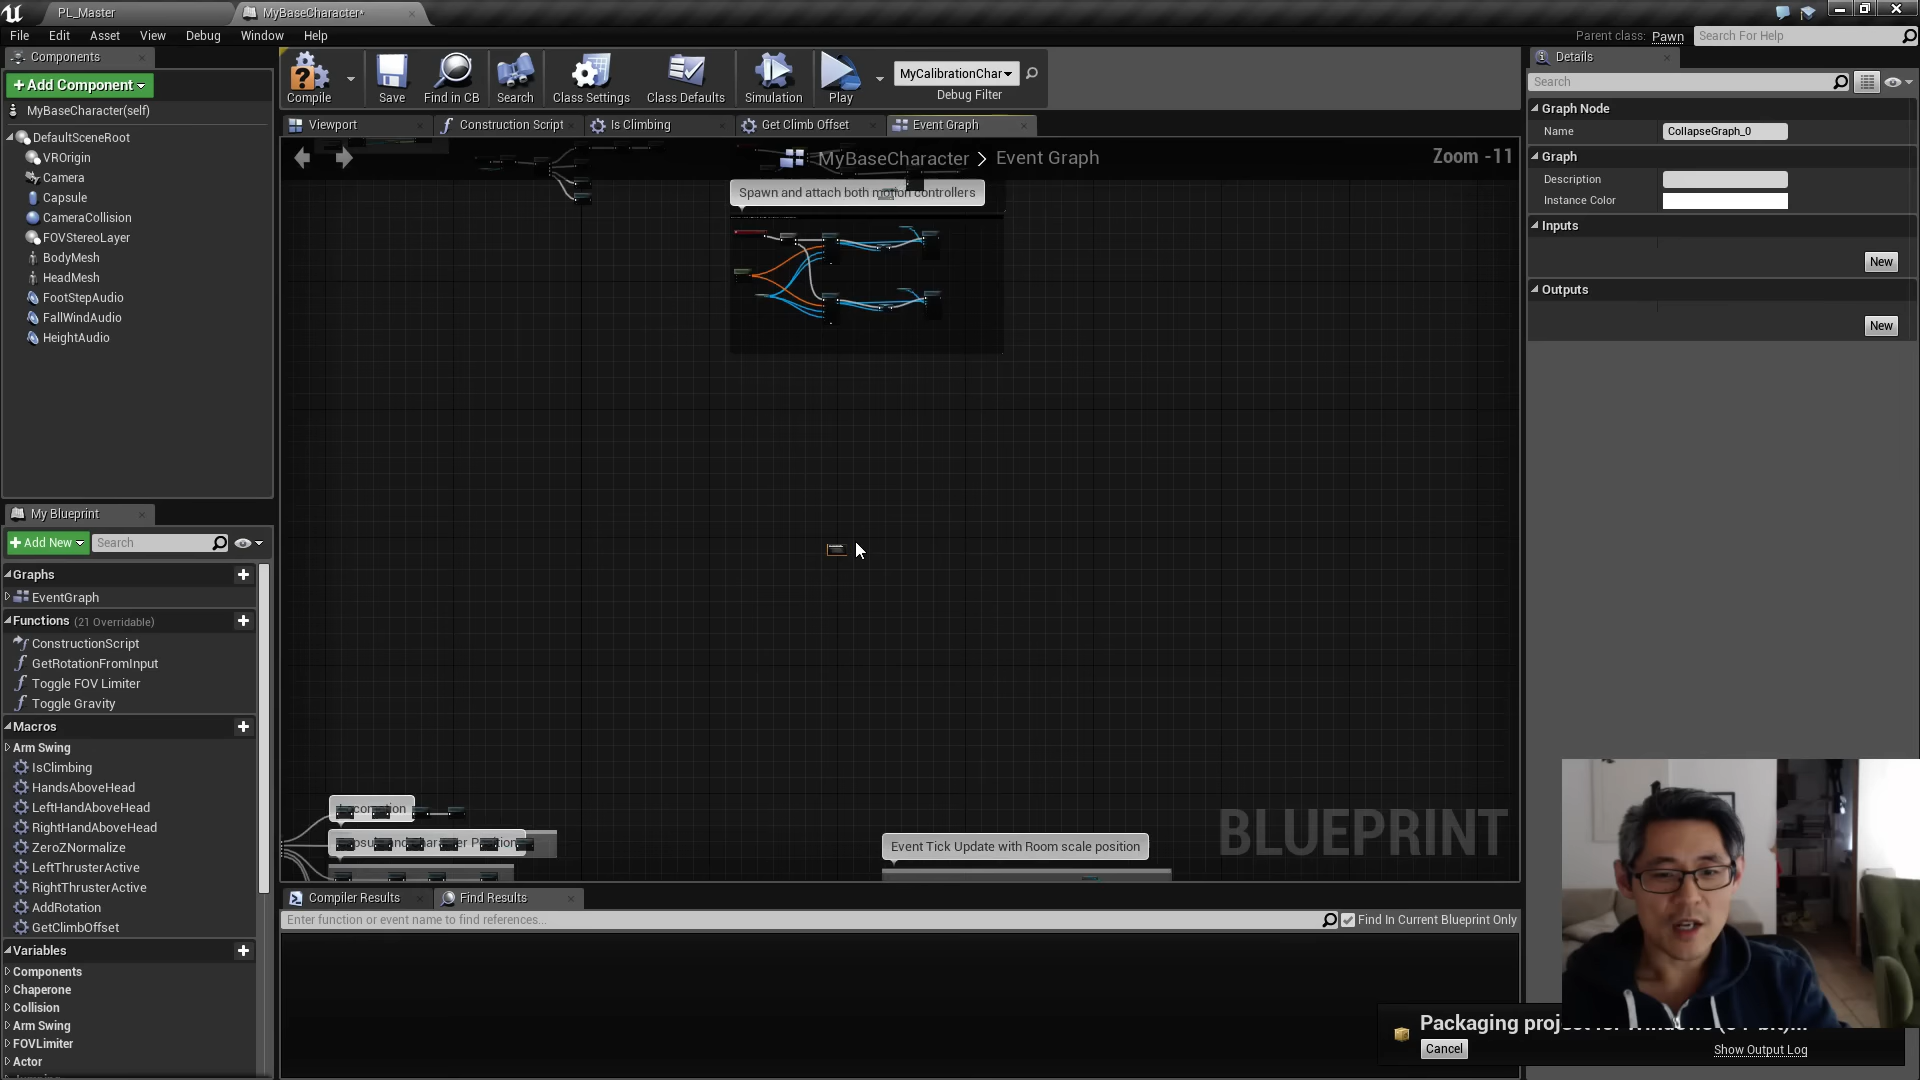 PL_Master
MyBaseCharacter*
File Edit Asset View Debug Window Help
Parent class: Pawn
Search For Help
Components
+Add Component
MyBaseCharacter(self)
DefaultSceneRoot
VROrigin
Camera
Capsule
CameraCollision
FOVStereoLayer
BodyMesh
HeadMesh
FootStepAudio
FallWindAudio
HeightAudio
Compile
Save
Find in CB
Search
Class Settings
Class Defaults
Simulation
Play
MyCalibrationChar
Debug Filter
Viewport
Construction Script
Is Climbing
Get Climb Offset
Event Graph
MyBaseCharacter > Event Graph
Zoom -11
Spawn and attach both motion controllers
Event Tick Update with Room scale position
BLUEPRINT
My Blueprint
+Add New
Search
Graphs
EventGraph
Functions (21 Overridable)
ConstructionScript
GetRotationFromInput
Toggle FOV Limiter
Toggle Gravity
Macros
Arm Swing
IsClimbing
HandsAboveHead
LeftHandAboveHead
RightHandAboveHead
ZeroZNormalize
LeftThrusterActive
RightThrusterActive
AddRotation
GetClimbOffset
Variables
Components
Chaperone
Collision
Arm Swing
FOVLimiter
Actor
Compiler Results
Find Results
Enter function or event name to find references...
Find In Current Blueprint Only
Details
Search
Graph Node
Name
CollapseGraph_0
Graph
Description
Instance Color
Inputs
New
Outputs
New
Packaging project for Windows
Cancel
Show Output Log